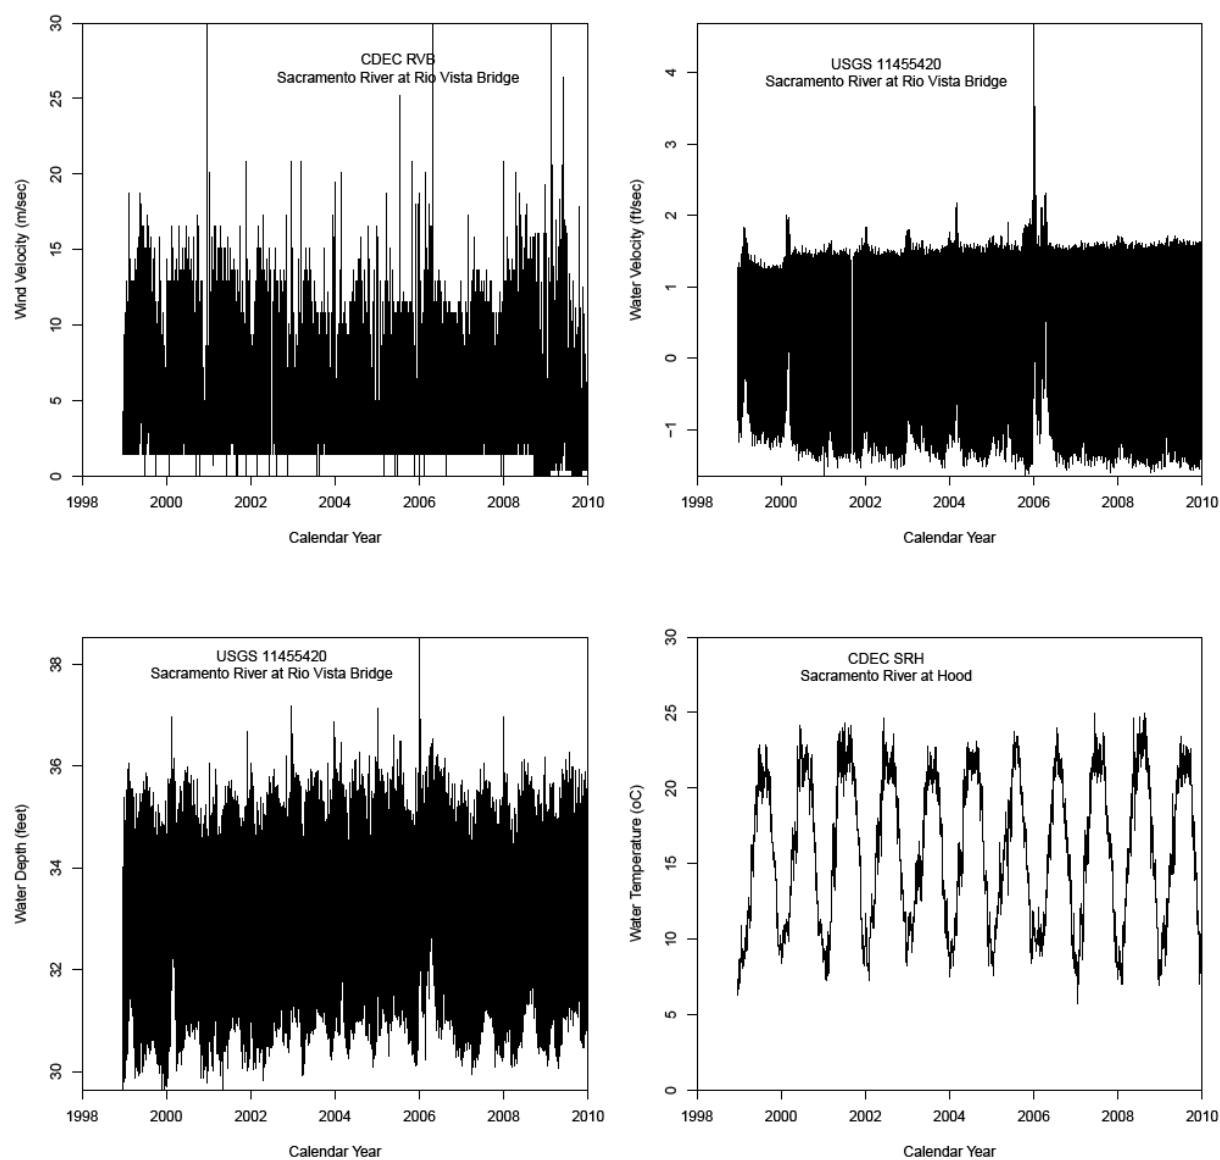 CDEC RVB
Sacramento River at Rio Vista Bridge
Wind Velocity (m/sec)
30
25
20
15
10
5
0
1998 2000 2002 2004 2006 2008 2010
Calendar Year
USGS 11455420
Sacramento River at Rio Vista Bridge
Water Velocity (ft/sec)
4
3
2
1
0
−1
1998 2000 2002 2004 2006 2008 2010
Calendar Year
USGS 11455420
Sacramento River at Rio Vista Bridge
Water Depth (feet)
38
36
34
32
30
1998 2000 2002 2004 2006 2008 2010
Calendar Year
CDEC SRH
Sacramento River at Hood
Water Temperature (oC)
30
25
20
15
10
5
0
1998 2000 2002 2004 2006 2008 2010
Calendar Year